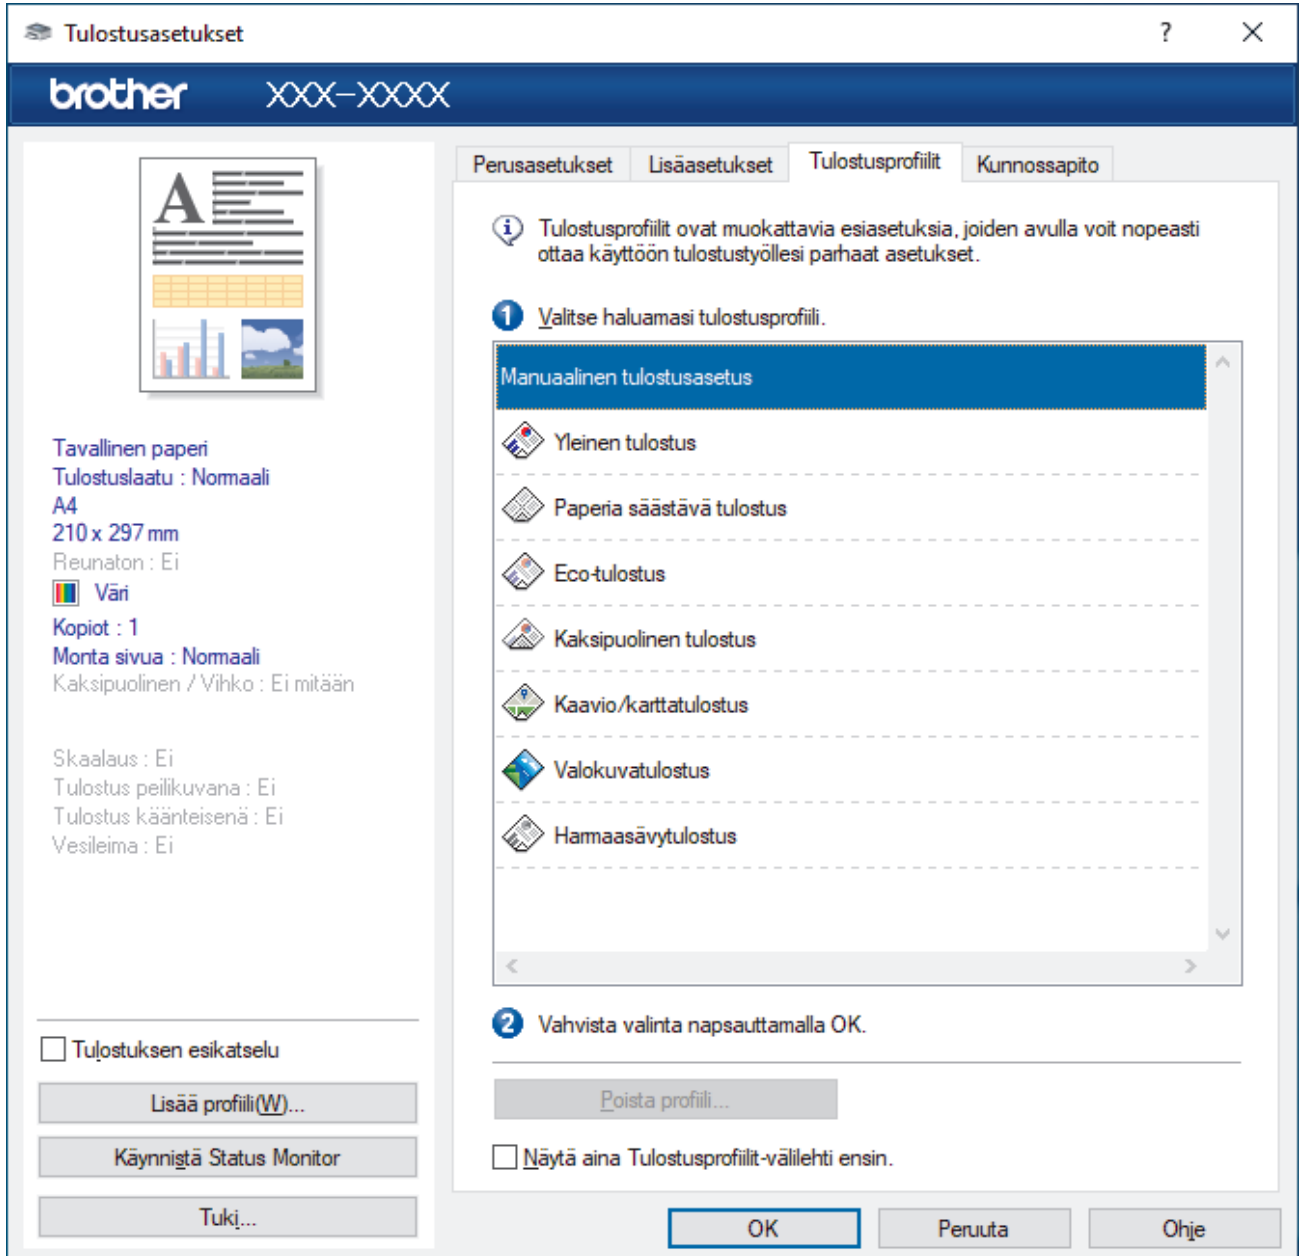 Tulostusasetukset
?
brother XXX-XXXX
Tavallinen paperi
Tulostuslaatu : Normaali
A4
210 x 297 mm
Reunaton : Ei
Väri
Kopiot : 1
Monta sivua : Normaali
Kaksipuolinen / Vihko : Ei mitään
Skaalaus : Ei
Tulostus peilikuvana : Ei
Tulostus käänteisenä : Ei
Vesileima : Ei
Tulostuksen esikatselu
Lisää profiili(W)...
Käynnistä Status Monitor
Tuki...
Perusasetukset Lisäasetukset Tulostusprofiilit Kunnossapito
Tulostusprofiilit ovat muokattavia esiasetuksia, joiden avulla voit nopeasti
ottaa käyttöön tulostustyöllesi parhaat asetukset.
1 Valitse haluamasi tulostusprofiili.
Manuaalinen tulostusasetus
Yleinen tulostus
Paperia säästävä tulostus
Eco-tulostus
Kaksipuolinen tulostus
Kaavio/karttatulostus
Valokuvatulostus
Harmaasävytulostus
2 Vahvista valinta napsauttamalla OK.
Poista profiili...
Näytä aina Tulostusprofiilit-välilehti ensin.
OK Peruuta Ohje